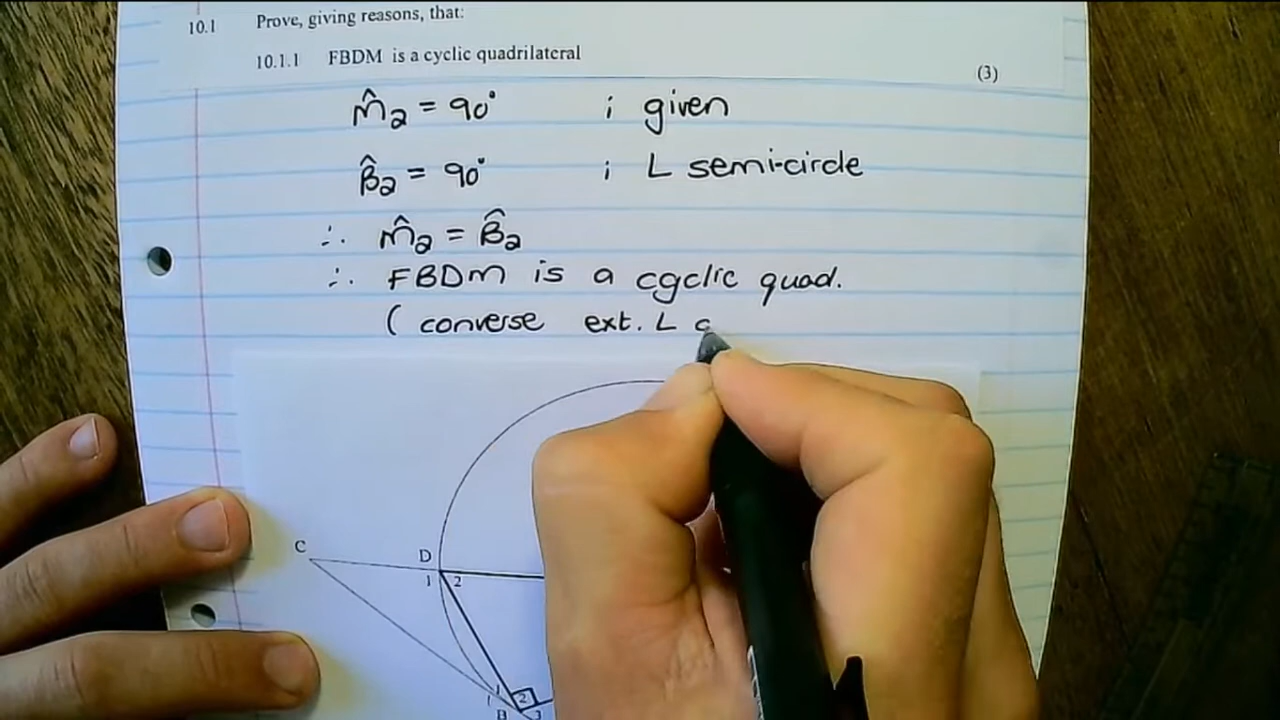 10.1 Prove, giving reasons, that:
10.1.1 FBDM is a cyclic quadrilateral
(3)
M̂2 = 90° ; given
B̂2 = 90° ; L semi-circle
∴ M̂2 = B̂2
∴ FBDM is a cyclic quad.
( converse ext. L
C D
1 2
1 2
B 3